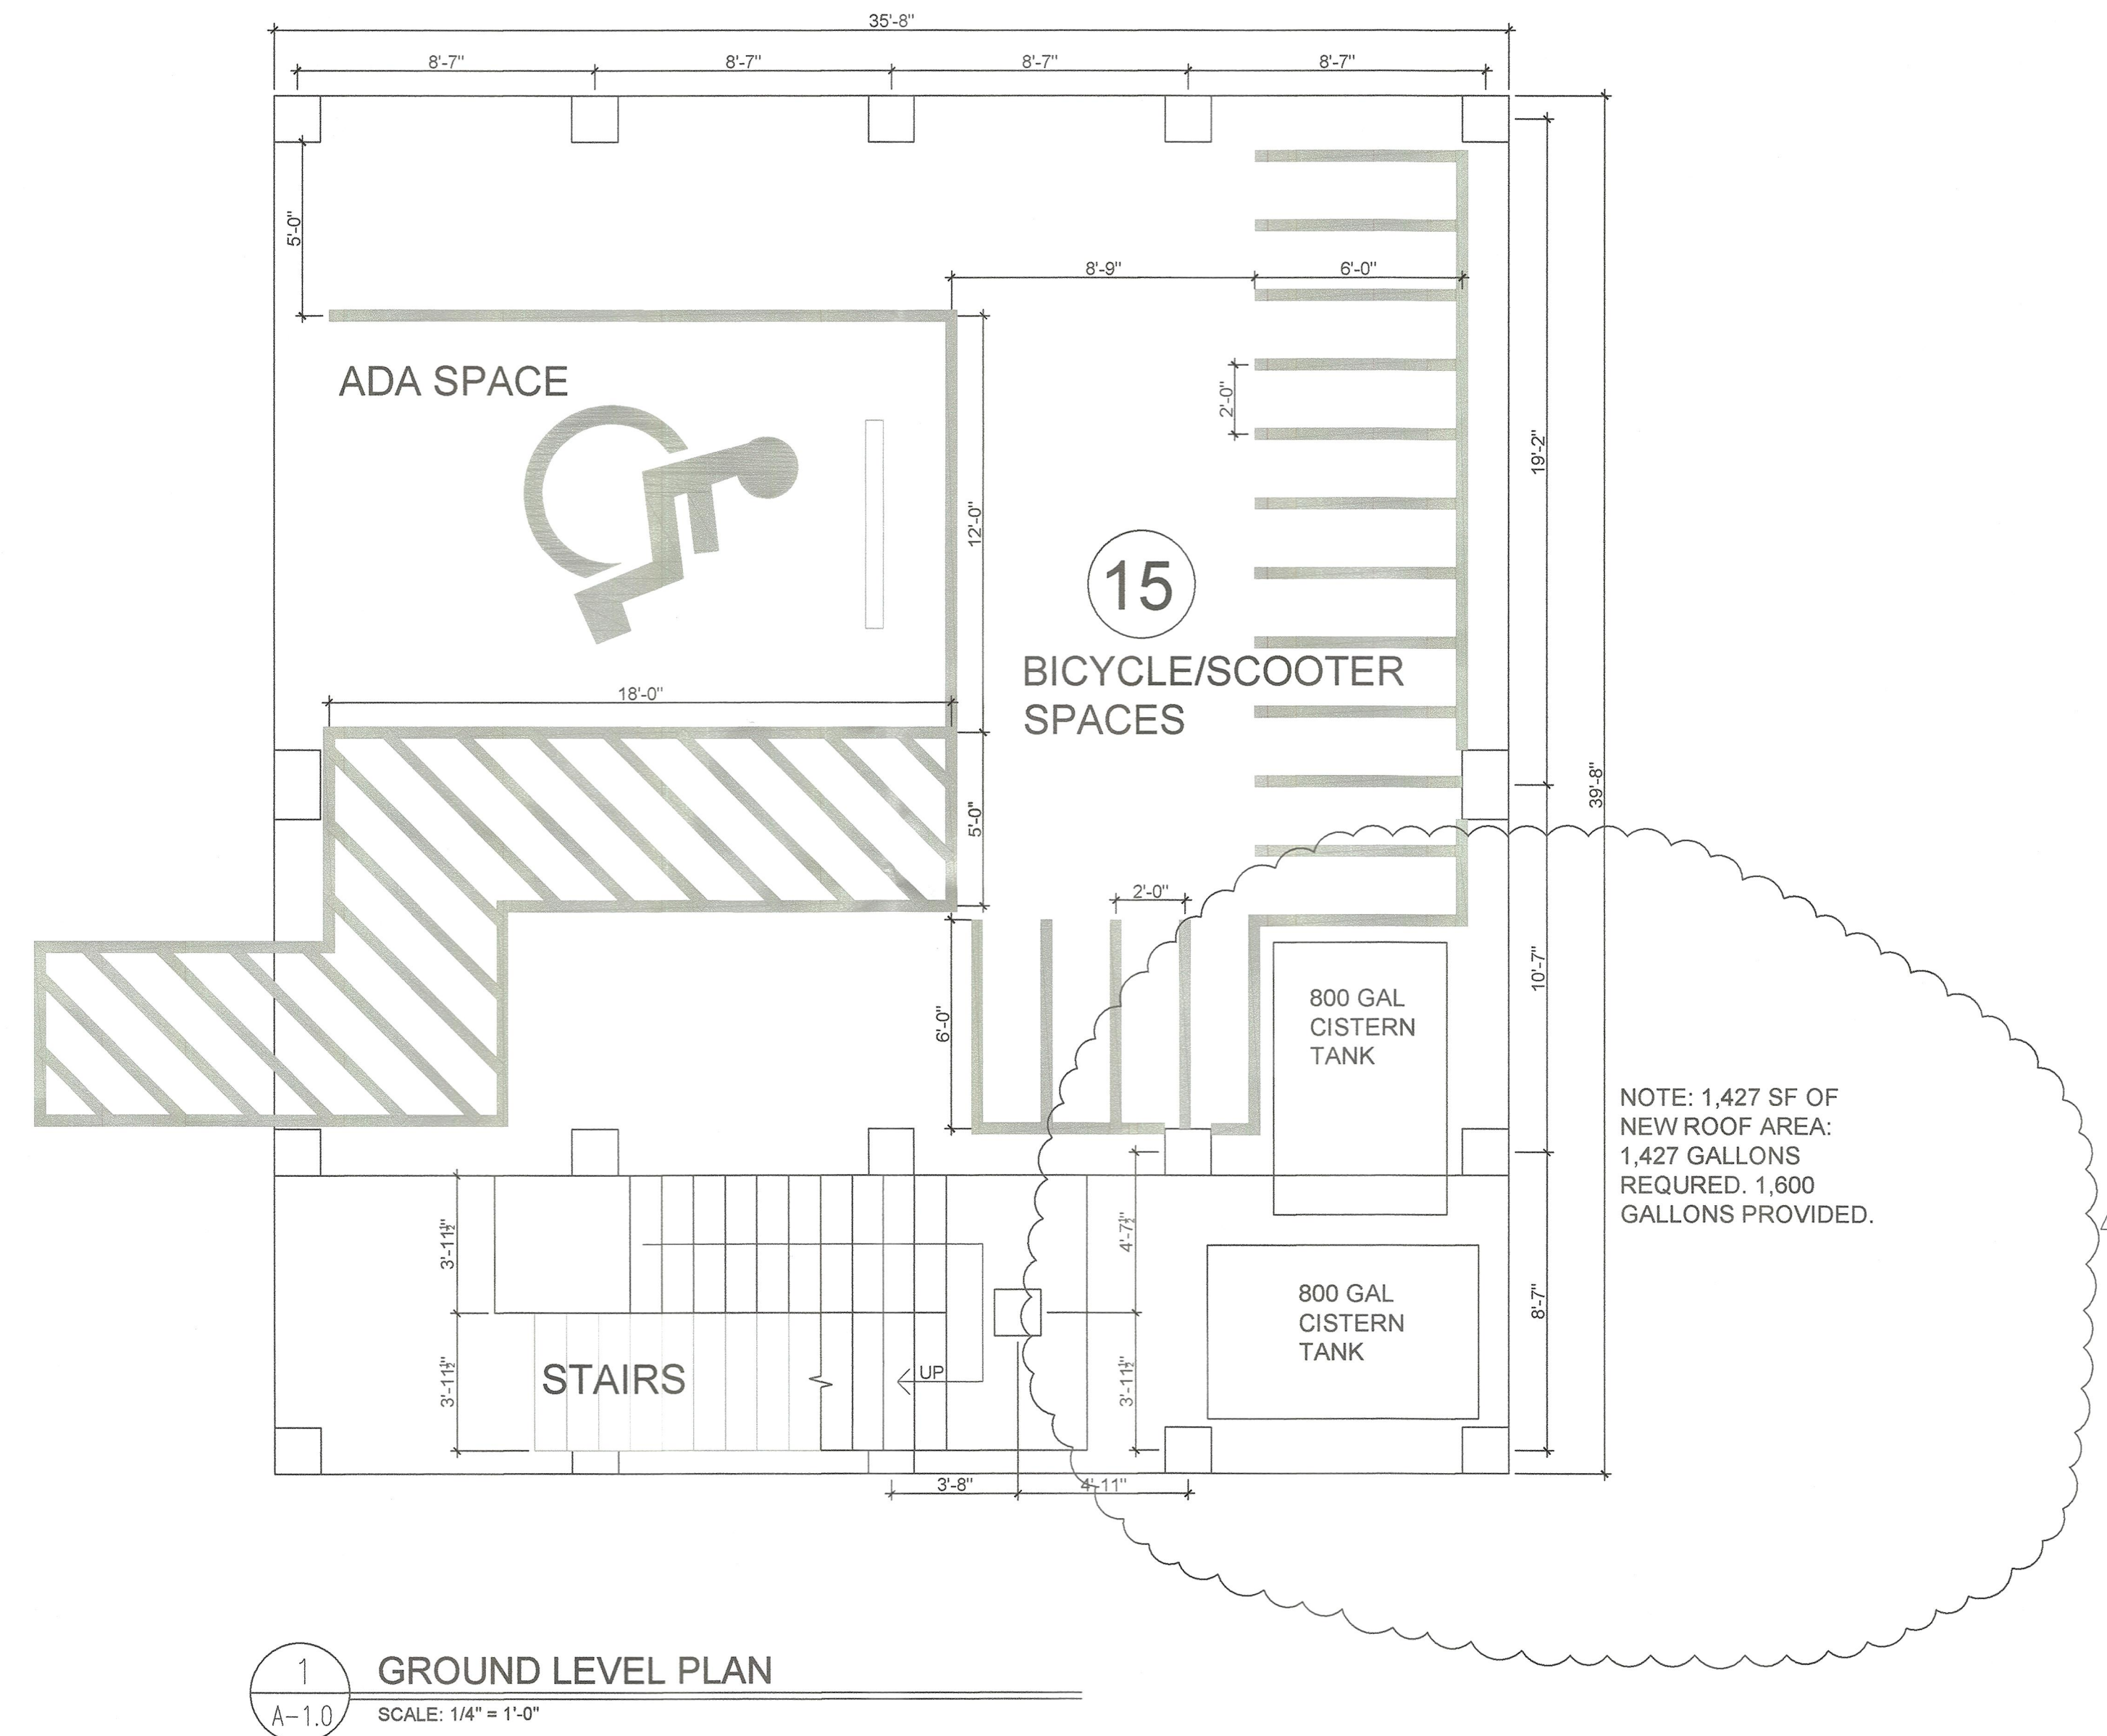 35'-8"
8'-7" 8'-7" 8'-7" 8'-7"
5'-0"
8'-9" 6'-0"
ADA SPACE
2'-0"
19'-2"
12'-0"
15
BICYCLE/SCOOTER
SPACES
18'-0"
39'-8"
5'-0"
2'-0"
10'-7"
6'-0"
800 GAL
CISTERN
TANK
NOTE: 1,427 SF OF
NEW ROOF AREA:
1,427 GALLONS
REQURED. 1,600
GALLONS PROVIDED.
3'-11½"
4'-7½"
8'-7"
800 GAL
CISTERN
TANK
3'-11½"
STAIRS
UP
3'-11½"
3'-8" 4'-11"
1
A-1.0
GROUND LEVEL PLAN
SCALE: 1/4" = 1'-0"